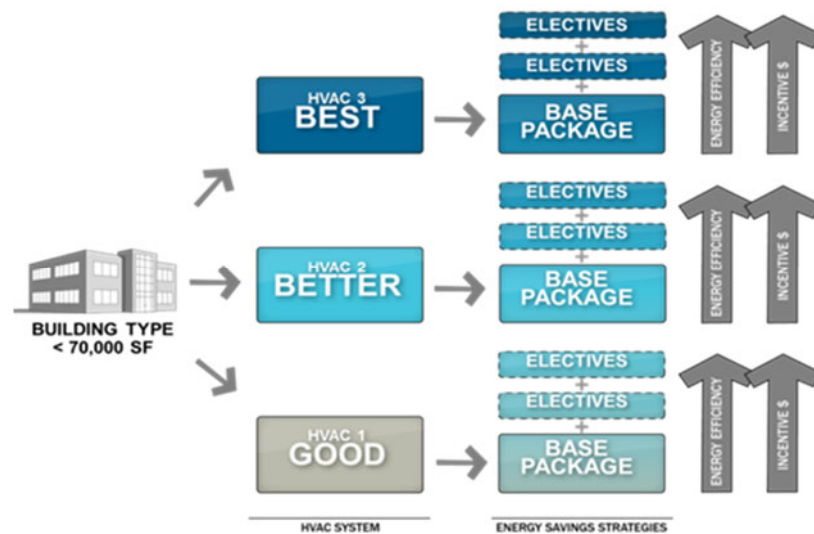 ELECTIVES
+
ELECTIVES
+
HVAC 3
BEST
BASE
PACKAGE
ENERGY EFFICIENCY
INCENTIVE $
ELECTIVES
+
ELECTIVES
+
HVAC 2
BETTER
BASE
PACKAGE
ENERGY EFFICIENCY
INCENTIVE $
BUILDING TYPE
< 70,000 SF
ELECTIVES
+
ELECTIVES
+
HVAC 1
GOOD
BASE
PACKAGE
ENERGY EFFICIENCY
INCENTIVE $
HVAC SYSTEM
ENERGY SAVINGS STRATEGIES